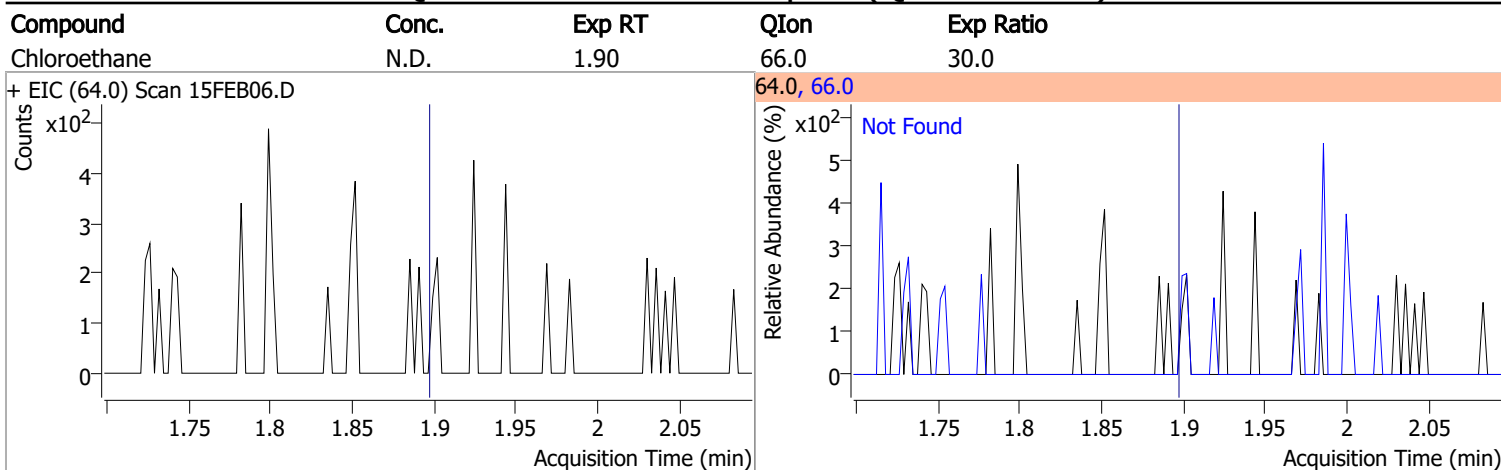 Compound Conc. Exp RT QIon Exp Ratio
Chloroethane N.D. 1.90 66.0 30.0
+ EIC (64.0) Scan 15FEB06.D
Counts
x10²
4
3
2
1
0
1.75 1.8 1.85 1.9 1.95 2 2.05
Acquisition Time (min)
64.0, 66.0
Relative Abundance (%)
x10²
Not Found
5
4
3
2
1
0
1.75 1.8 1.85 1.9 1.95 2 2.05
Acquisition Time (min)